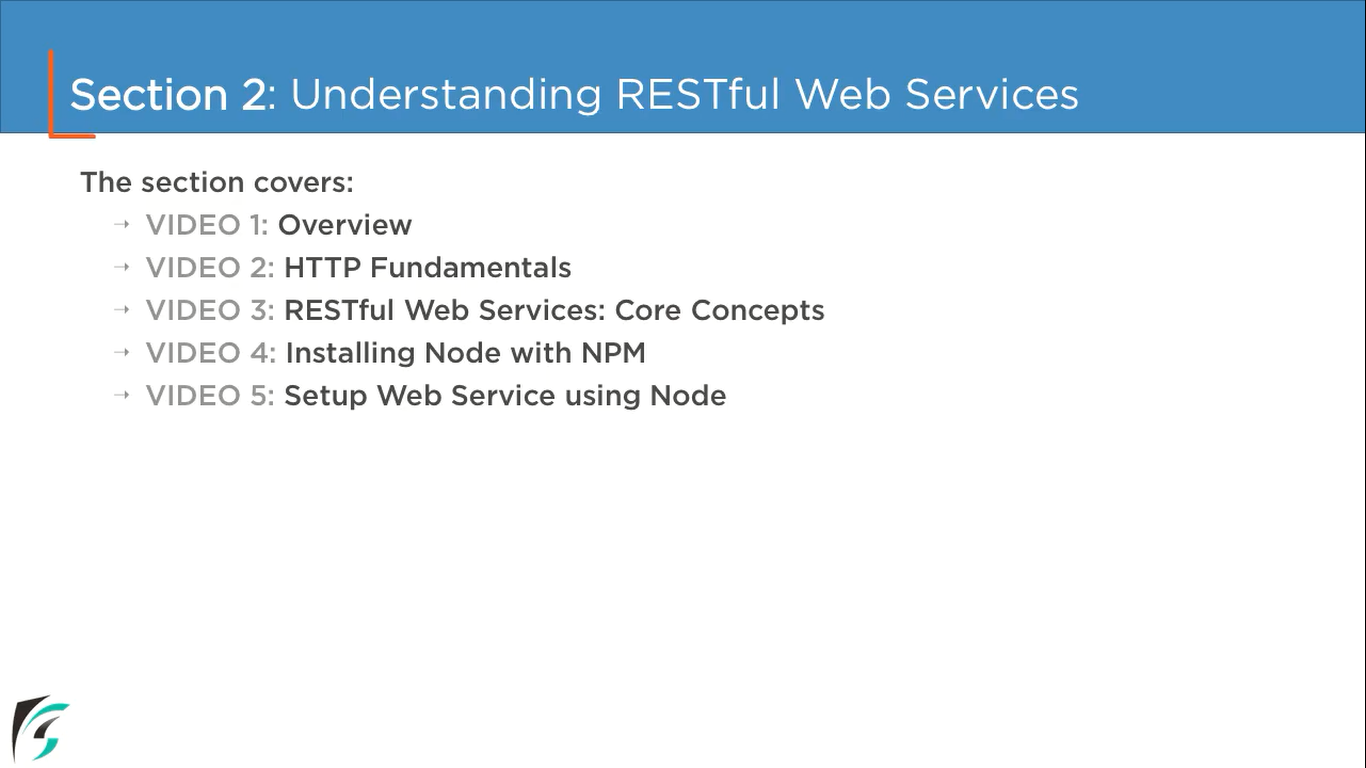 Section 2: Understanding RESTful Web Services
The section covers:
→ VIDEO 1: Overview
→ VIDEO 2: HTTP Fundamentals
→ VIDEO 3: RESTful Web Services: Core Concepts
→ VIDEO 4: Installing Node with NPM
→ VIDEO 5: Setup Web Service using Node